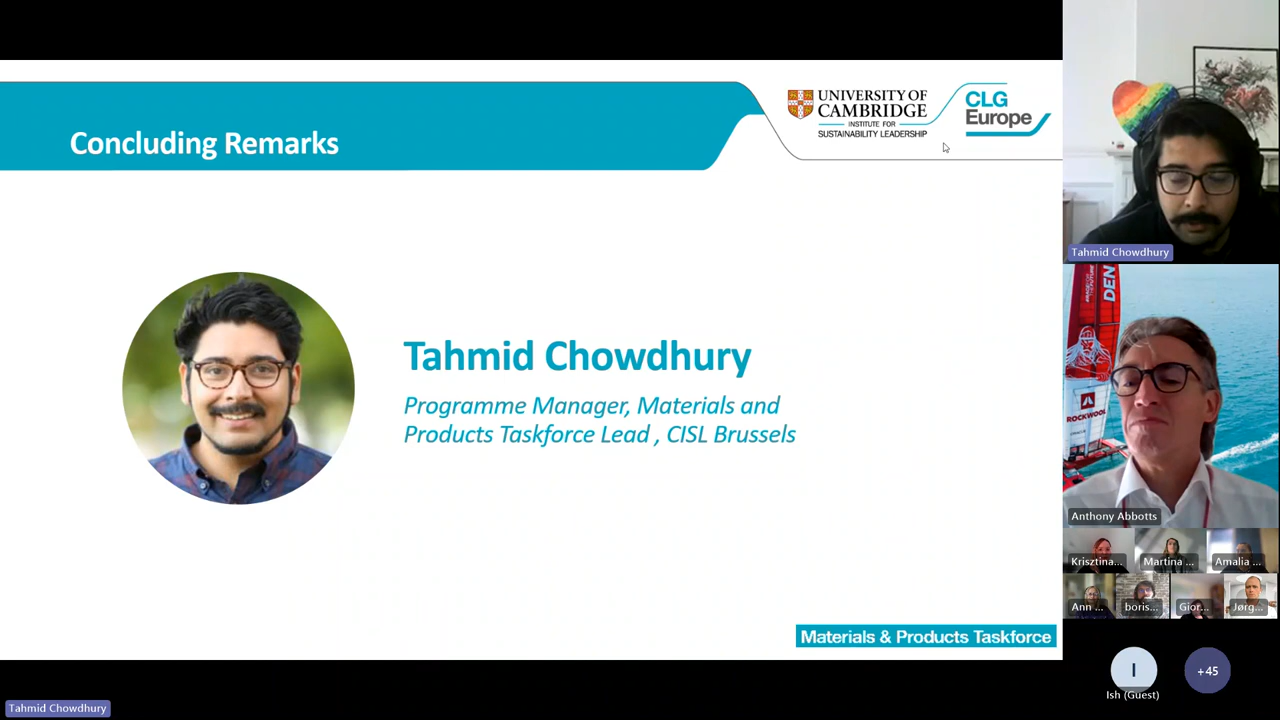 Concluding Remarks
UNIVERSITY OF
CAMBRIDGE
INSTITUTE FOR
SUSTAINABILITY LEADERSHIP
CLG
Europe
Tahmid Chowdhury
Programme Manager, Materials and
Products Taskforce Lead , CISL Brussels
Materials & Products Taskforce
Tahmid Chowdhury
Tahmid Chowdhury
DEN
ROCKWOOL
Anthony Abbotts
Krisztina...
Martina ...
Amalia ...
Ann ...
boris...
Gior...
Jørg...
I
Ish (Guest)
+45